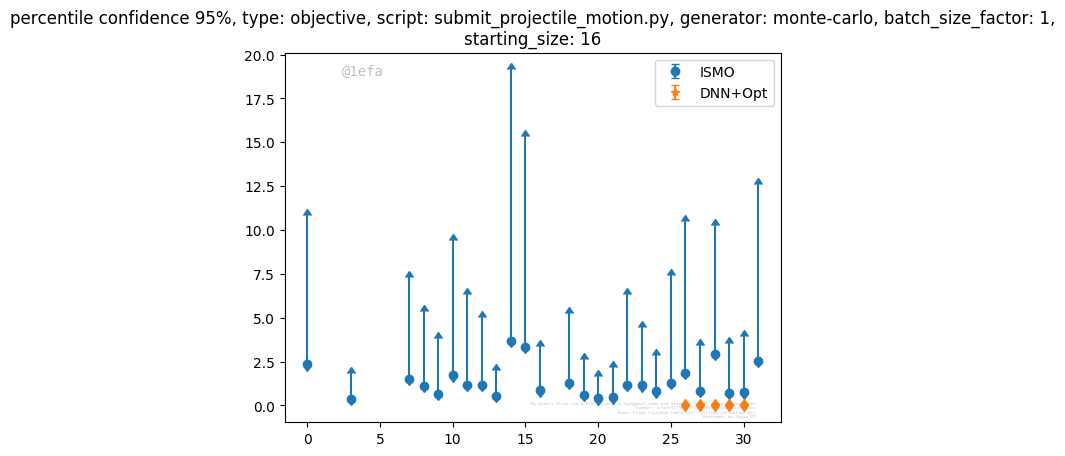 percentile confidence 95%, type: objective, script: submit_projectile_motion.py, generator: monte-carlo, batch_size_factor: 1,
starting_size: 16
@1efa
ISMO
DNN+Opt
20.0
17.5
15.0
12.5
10.0
7.5
5.0
2.5
0.0
0 5 10 15 20 25 30